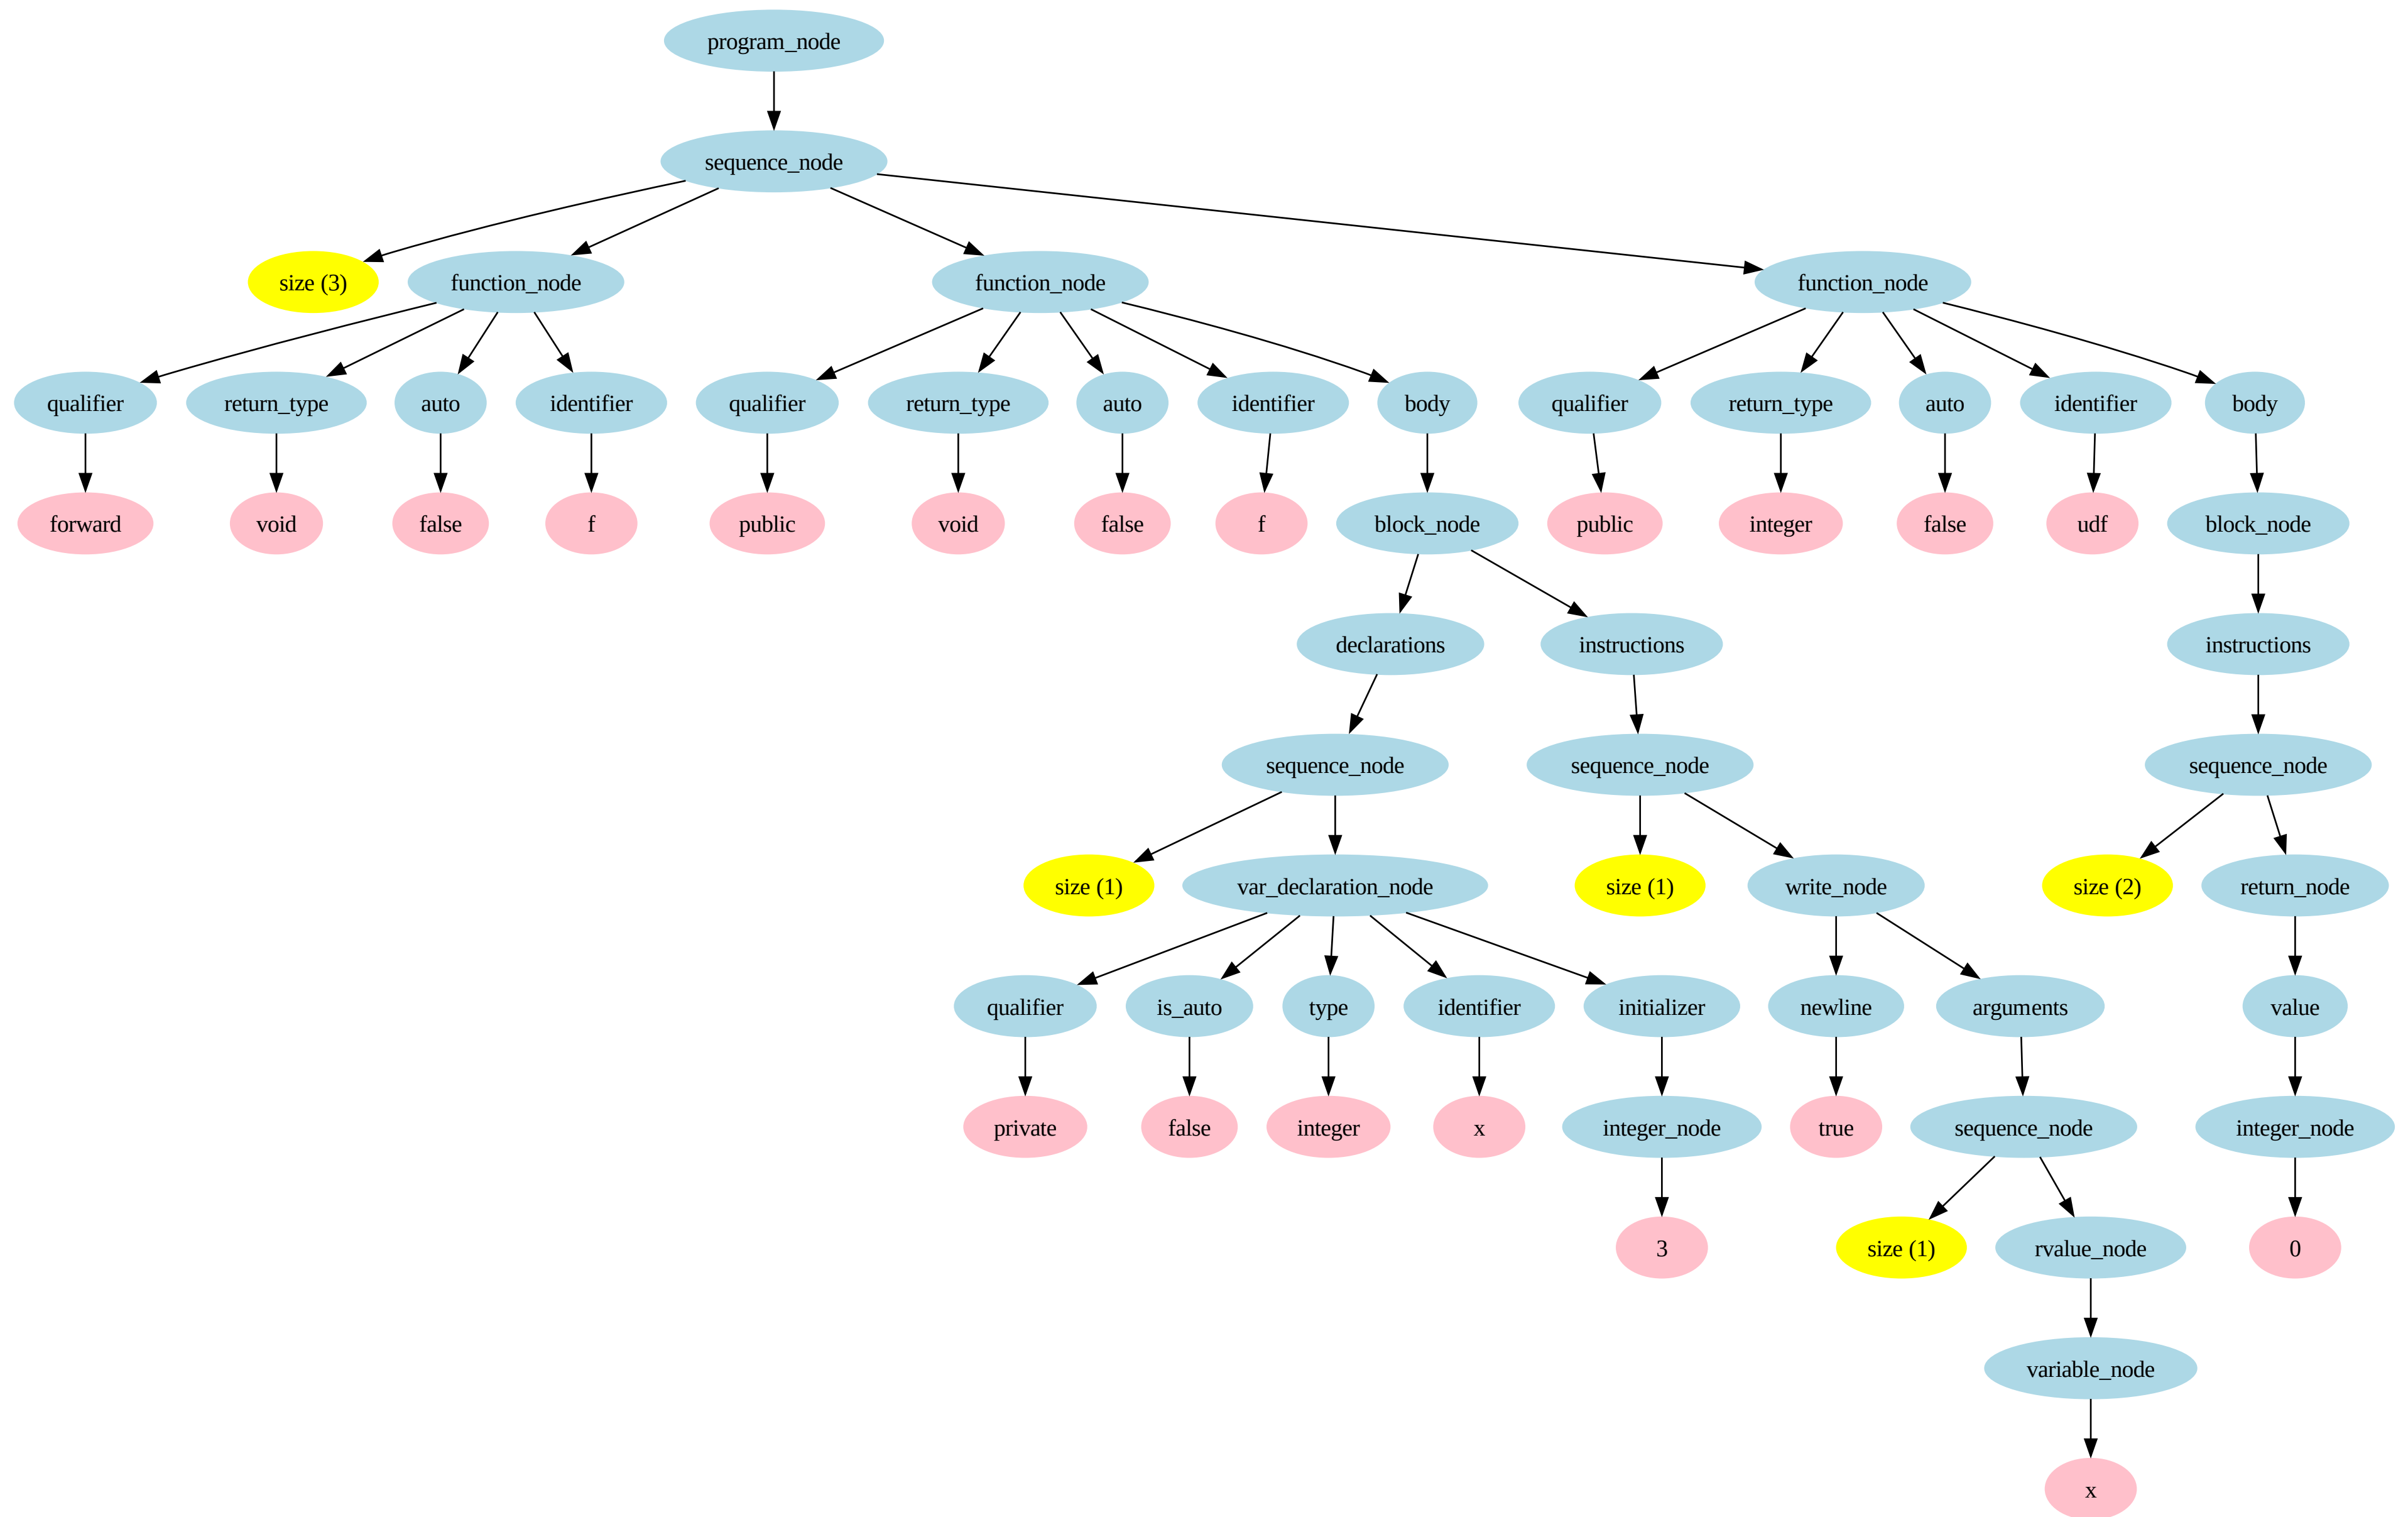 program_node
sequence_node
size (3)
function_node
function_node
function_node
qualifier
return_type
auto
identifier
qualifier
return_type
auto
identifier
body
qualifier
return_type
auto
identifier
body
forward
void
false
f
public
void
false
f
block_node
public
integer
false
udf
block_node
declarations
instructions
instructions
sequence_node
sequence_node
sequence_node
size (1)
var_declaration_node
size (1)
write_node
size (2)
return_node
qualifier
is_auto
type
identifier
initializer
newline
arguments
value
private
false
integer
x
integer_node
true
sequence_node
integer_node
3
size (1)
rvalue_node
0
variable_node
x